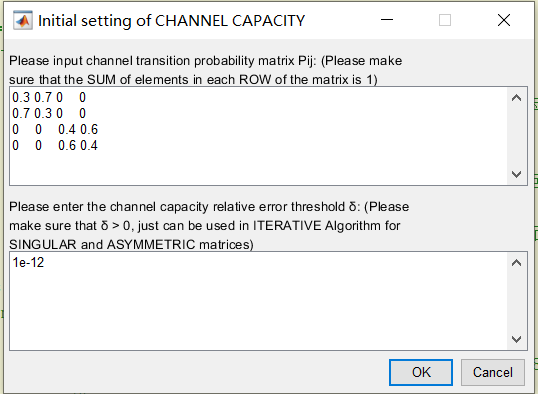 Initial setting of CHANNEL CAPACITY
Please input channel transition probability matrix Pij: (Please make
sure that the SUM of elements in each ROW of the matrix is 1)
0.3 0.7 0 0
0.7 0.3 0 0
0 0 0.4 0.6
0 0 0.6 0.4
Please enter the channel capacity relative error threshold δ: (Please
make sure that δ > 0, just can be used in ITERATIVE Algorithm for
SINGULAR and ASYMMETRIC matrices)
1e-12
OK Cancel